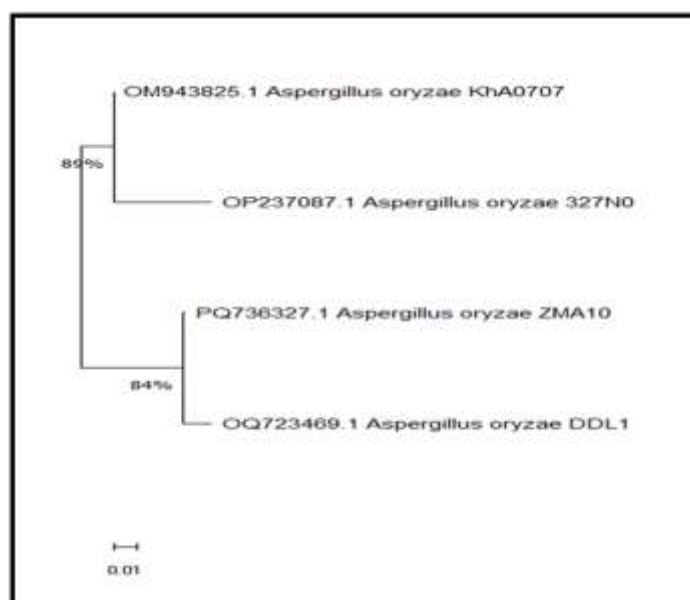 OM943825.1 Aspergillus oryzae KhA0707
89%
OP237087.1 Aspergillus oryzae 327N0
PQ736327.1 Aspergillus oryzae ZMA10
84%
OQ723469.1 Aspergillus oryzae DDL1
0.01